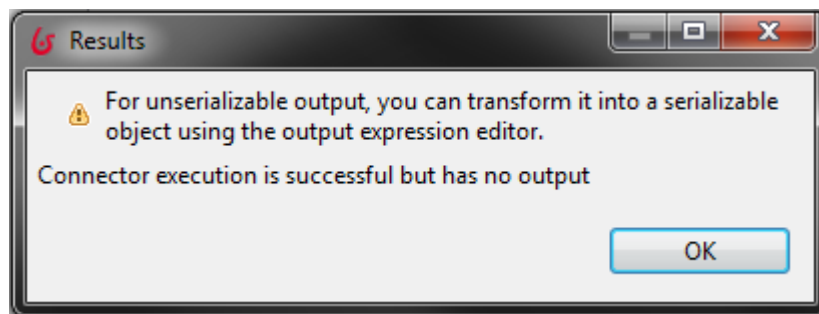 Results
For unserializable output, you can transform it into a serializable
object using the output expression editor.
Connector execution is successful but has no output
OK